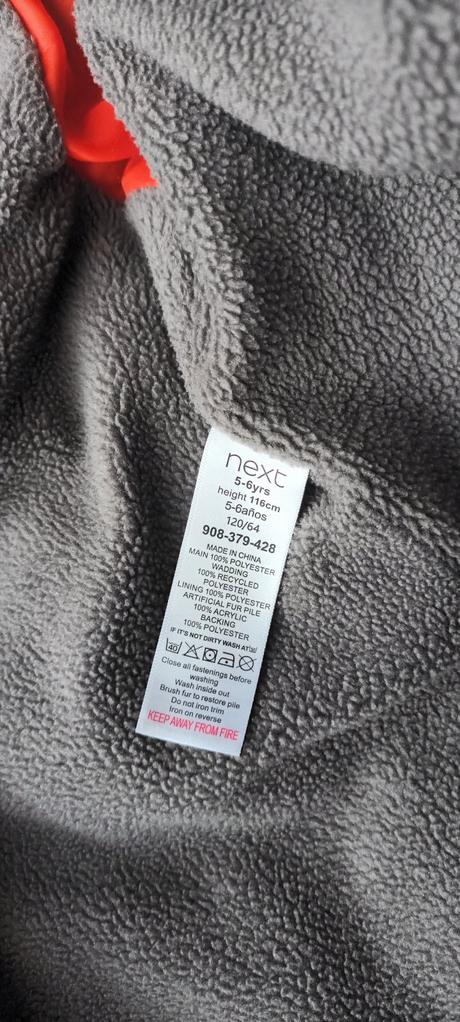 next
5-6yrs
height 116cm
5-6años
120/64
908-379-428
MADE IN CHINA
MAIN 100% POLYESTER
WADDING
100% RECYCLED
POLYESTER
LINING 100% POLYESTER
ARTIFICIAL FUR PILE
100% ACRYLIC
BACKING
100% POLYESTER
IF IT'S NOT DIRTY WASH AT
40
Close all fastenings before
washing
Wash inside out
Brush fur to restore pile
Do not iron trim
Iron on reverse
KEEP AWAY FROM FIRE